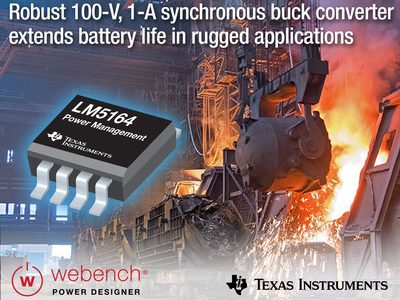 Robust 100-V, 1-A synchronous buck converter
extends battery life in rugged applications
LM5164
Power Management
TEXAS INSTRUMENTS
webench®
POWER DESIGNER
TEXAS INSTRUMENTS